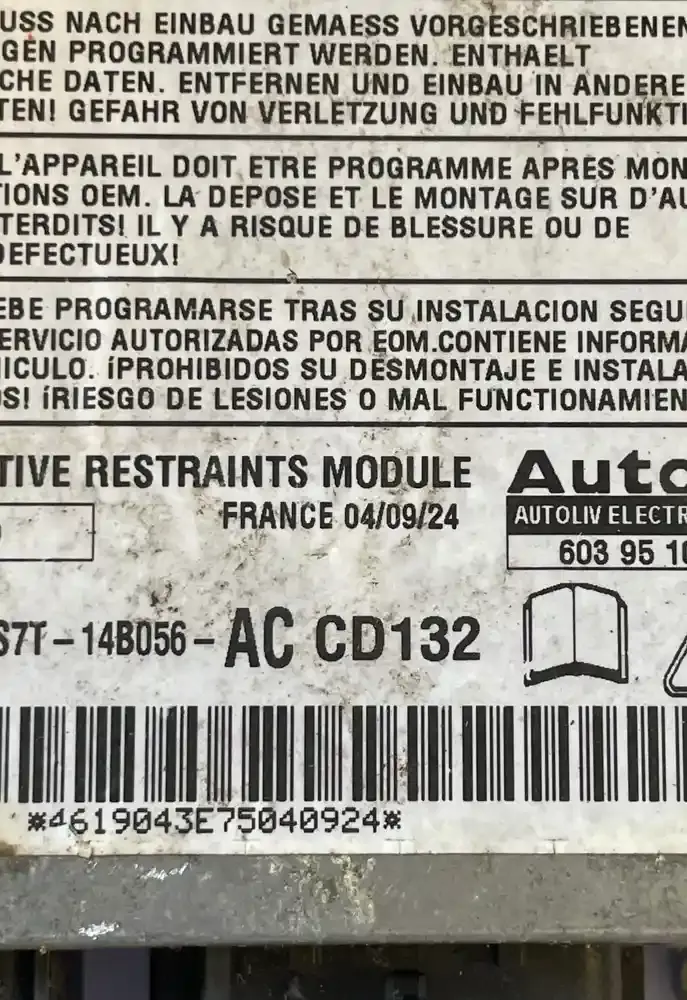 USS NACH EINBAU GEMAESS VORGESCHRIEBENEN
GEN PROGRAMMIERT WERDEN. ENTHAELT
CHE DATEN. ENTFERNEN UND EINBAU IN ANDERE
TEN! GEFAHR VON VERLETZUNG UND FEHLFUNKTI
L'APPAREIL DOIT ETRE PROGRAMME APRES MON
TIONS OEM. LA DEPOSE ET LE MONTAGE SUR D'AU
TERDITS! IL Y A RISQUE DE BLESSURE OU DE
DEFECTUEUX!
EBE PROGRAMARSE TRAS SU INSTALACION SEGU
ERVICIO AUTORIZADAS POR EOM.CONTIENE INFORMA
HICULO. ¡PROHIBIDOS SU DESMONTAJE E INSTALA
OS! ¡RIESGO DE LESIONES O MAL FUNCTIONAMIEN
TIVE RESTRAINTS MODULE
Auto
FRANCE 04/09/24
AUTOLIV ELECTR
603 95 10
S7T-14B056-AC CD132
*4619043E75040924*